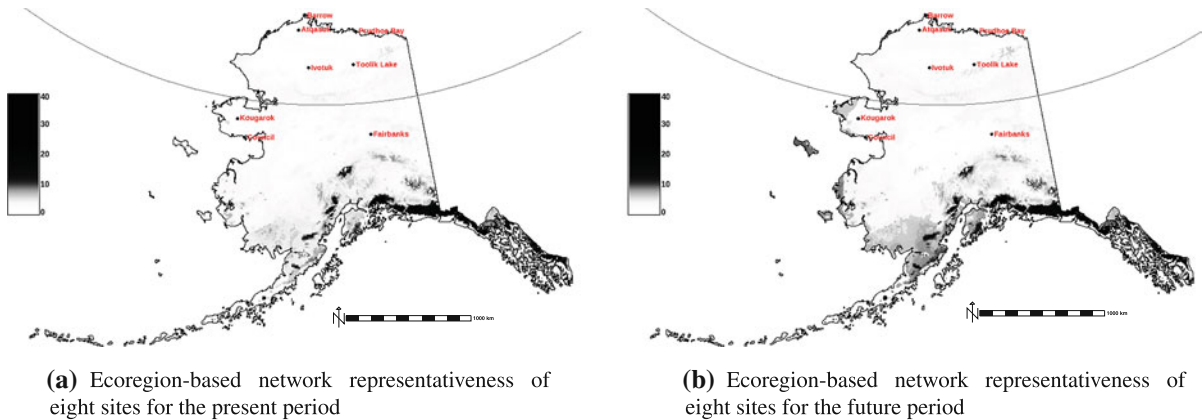 Barrow
Atqasuk
Prudhoe Bay
Ivotuk
Toolik Lake
Kougarok
Council
Fairbanks
40
30
20
10
0
N
1000 km
(a) Ecoregion-based network representativeness of
eight sites for the present period
Barrow
Atqasuk
Prudhoe Bay
Ivotuk
Toolik Lake
Kougarok
Council
Fairbanks
40
30
20
10
0
N
1000 km
(b) Ecoregion-based network representativeness of
eight sites for the future period